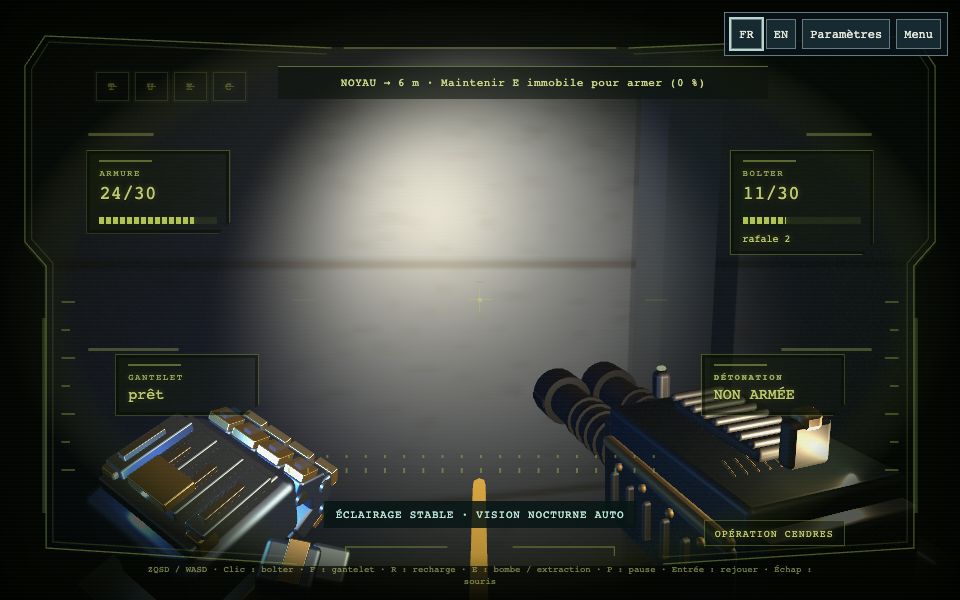 FR EN Paramètres Menu
NOYAU → 6 m · Maintenir E immobile pour armer (0 %)
ARMURE
24/30
BOLTER
11/30
rafale 2
GANTELET
prêt
DÉTONATION
NON ARMÉE
ÉCLAIRAGE STABLE · VISION NOCTURNE AUTO
OPÉRATION CENDRES
ZQSD / WASD · Clic : bolter · F : gantelet · R : recharge · E : bombe / extraction · P : pause · Entrée : rejouer · Échap :
souris